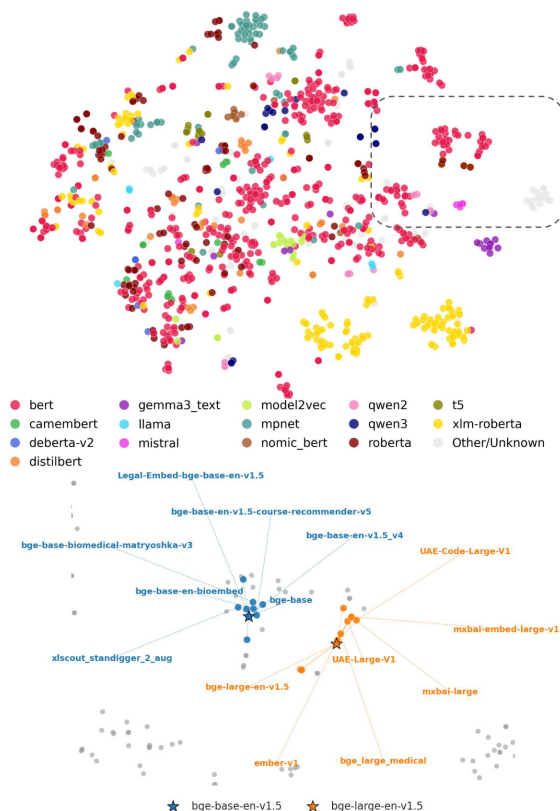 bert
gemma3_text
model2vec
qwen2
t5
camembert
llama
mpnet
qwen3
xlm-roberta
deberta-v2
mistral
nomic_bert
roberta
Other/Unknown
distilbert
Legal-Embed-bge-base-en-v1.5
bge-base-en-v1.5-course-recommender-v5
bge-base-en-v1.5_v4
bge-base-biomedical-matryoshka-v3
UAE-Code-Large-V1
bge-base-en-bioembed
bge-base
mxbai-embed-large-v1
xlscout_standigger_2_aug
UAE-Large-V1
bge-large-en-v1.5
mxbai-large
ember-v1
bge_large_medical
bge-base-en-v1.5
bge-large-en-v1.5